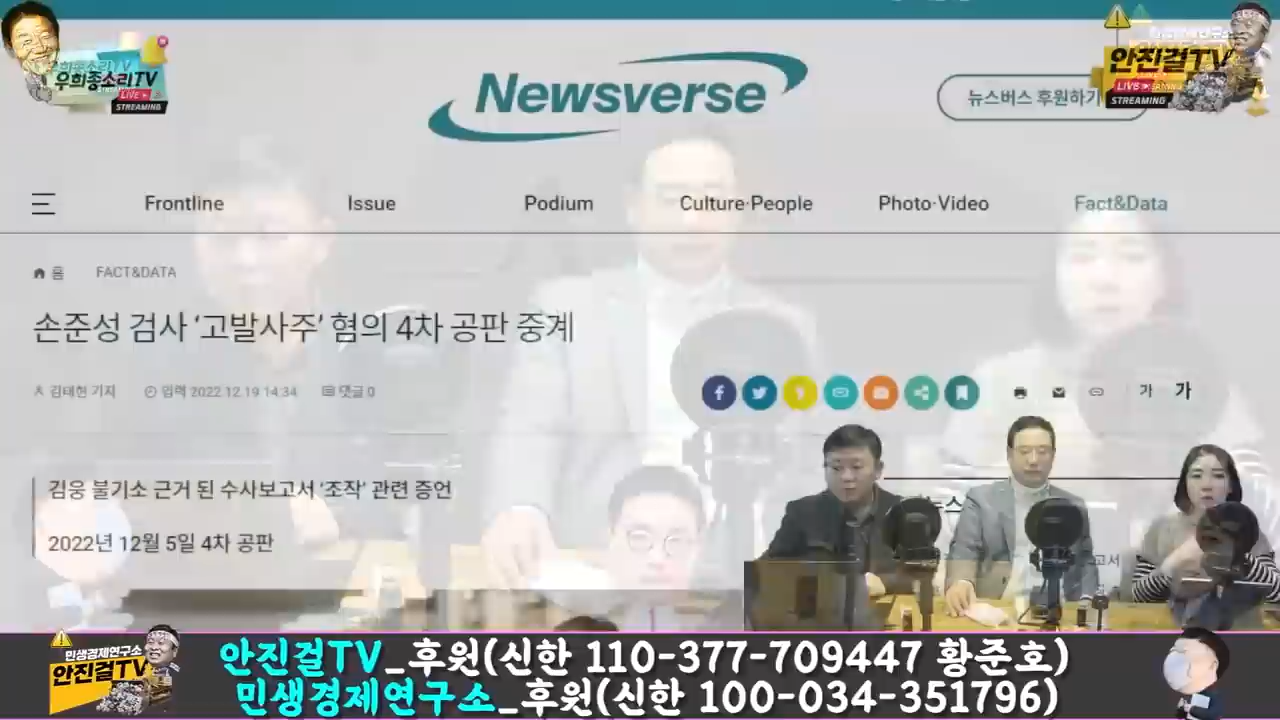 우희종소리TV
LIVE
STREAMING
Newsverse
뉴스버스 후원하기
안진걸TV
LIVE
STREAMING
Frontline Issue Podium Culture·People Photo·Video Fact&Data
홈 FACT&DATA
손준성 검사 ‘고발사주’ 혐의 4차 공판 중계
김태현 기자 입력 2022.12.19 14:34 댓글 0
가 가
김웅 불기소 근거 된 수사보고서 '조작' 관련 증언
2022년 12월 5일 4차 공판
민생경제연구소
안진걸TV
안진걸TV_후원(신한 110-377-709447 황준호)
민생경제연구소_후원(신한 100-034-351796)